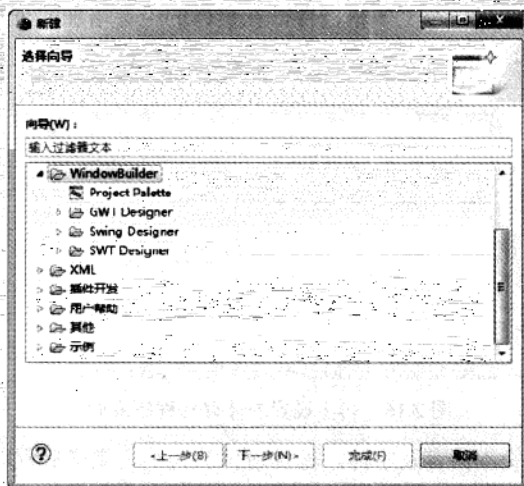 新建
选择向导
向导(W)：
输入过滤器文本
WindowBuilder
Project Palette
GWT Designer
Swing Designer
SWT Designer
XML
插件开发
用户帮助
其他
示例
<上一步(B) 下一步(N)> 完成(F) 取消